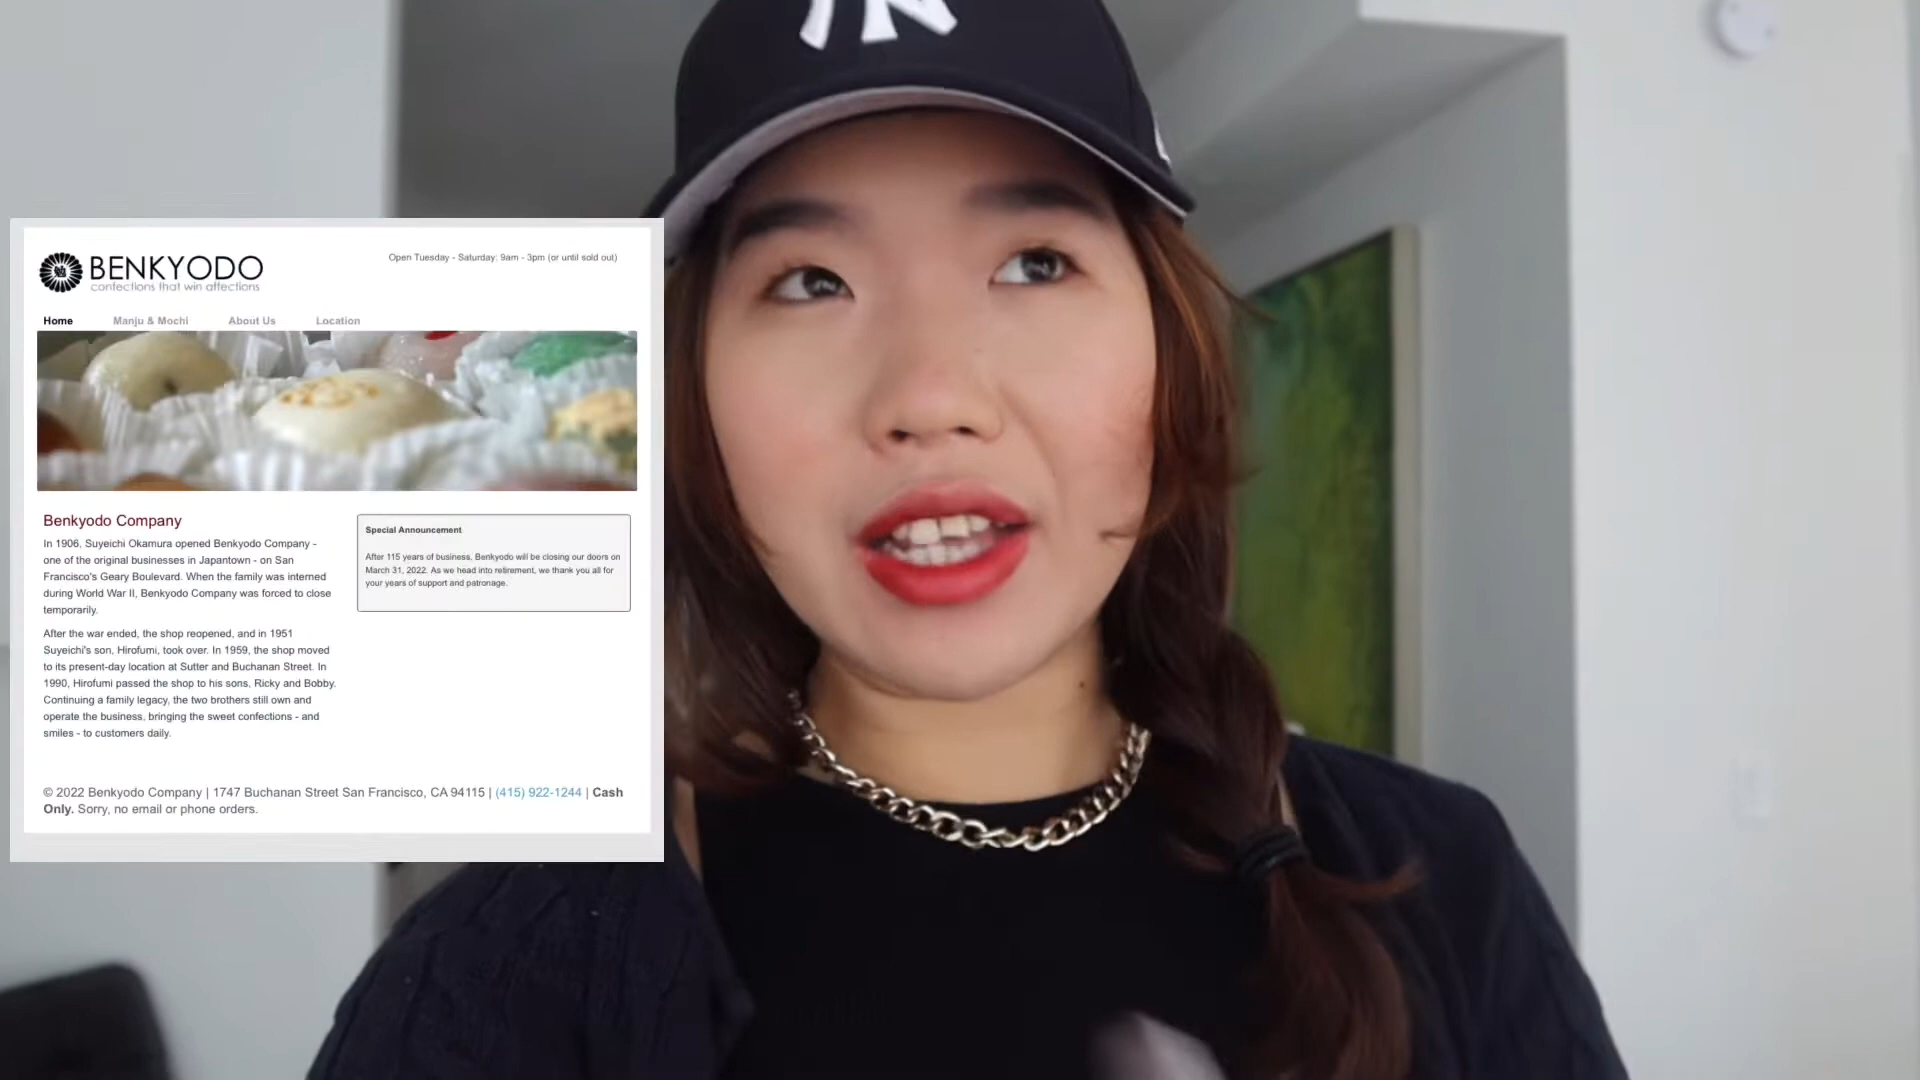 NY
BENKYODO
confections that win affections
Open Tuesday - Saturday: 9am - 3pm (or until sold out)
Home Manju & Mochi About Us Location
Benkyodo Company
In 1906, Suyeichi Okamura opened Benkyodo Company -
one of the original businesses in Japantown - on San
Francisco's Geary Boulevard. When the family was interned
during World War II, Benkyodo Company was forced to close
temporarily.
After the war ended, the shop reopened, and in 1951
Suyeichi's son, Hirofumi, took over. In 1959, the shop moved
to its present-day location at Sutter and Buchanan Street. In
1990, Hirofumi passed the shop to his sons, Ricky and Bobby.
Continuing a family legacy, the two brothers still own and
operate the business, bringing the sweet confections - and
smiles - to customers daily.
Special Announcement
After 115 years of business, Benkyodo will be closing our doors on
March 31, 2022. As we head into retirement, we thank you all for
your years of support and patronage.
© 2022 Benkyodo Company | 1747 Buchanan Street San Francisco, CA 94115 | (415) 922-1244 | Cash
Only. Sorry, no email or phone orders.